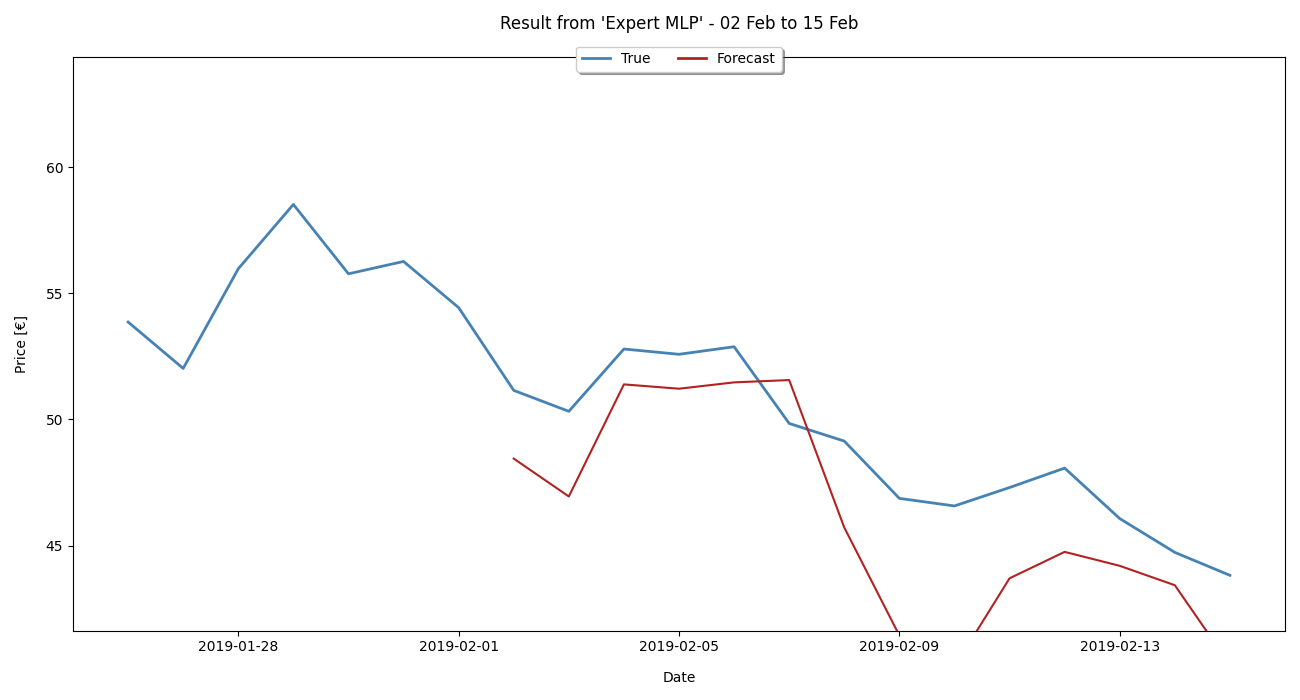 Result from 'Expert MLP' - 02 Feb to 15 Feb
True Forecast
Price [€]
60
55
50
45
2019-01-28 2019-02-01 2019-02-05 2019-02-09 2019-02-13
Date